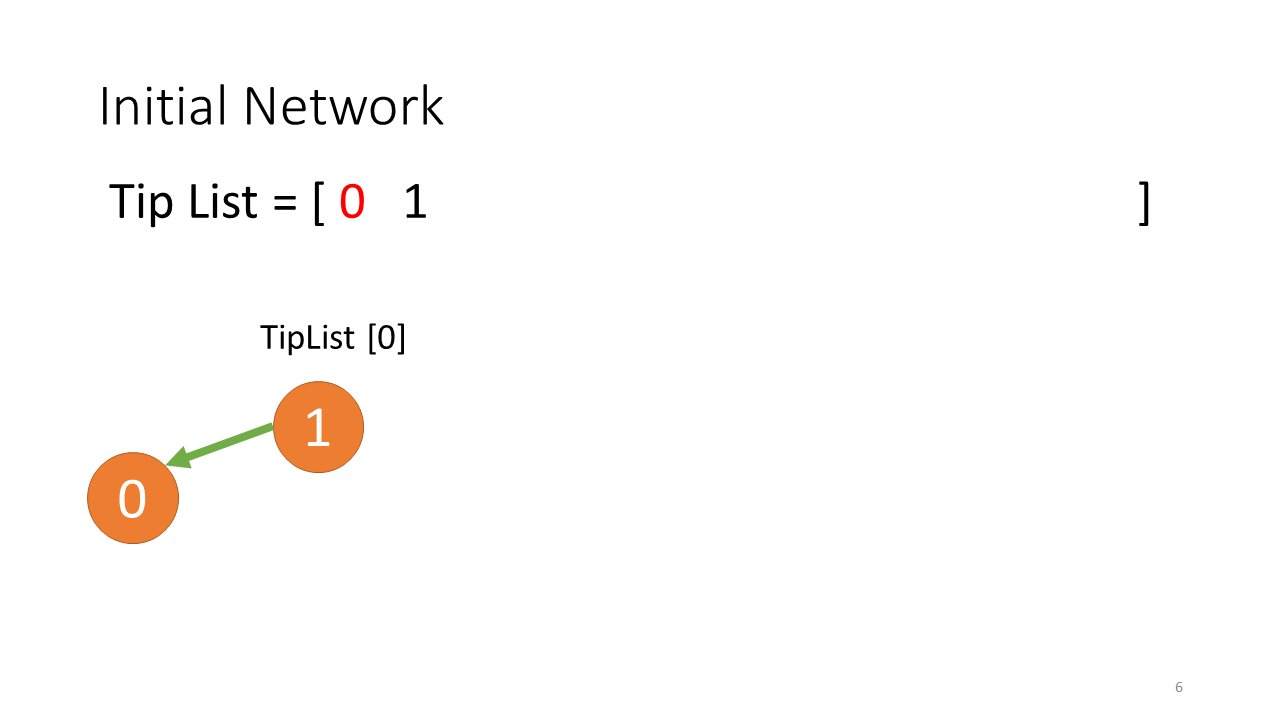 Initial Network
Tip List = [ 0 1 ]
TipList [0]
1
0
6